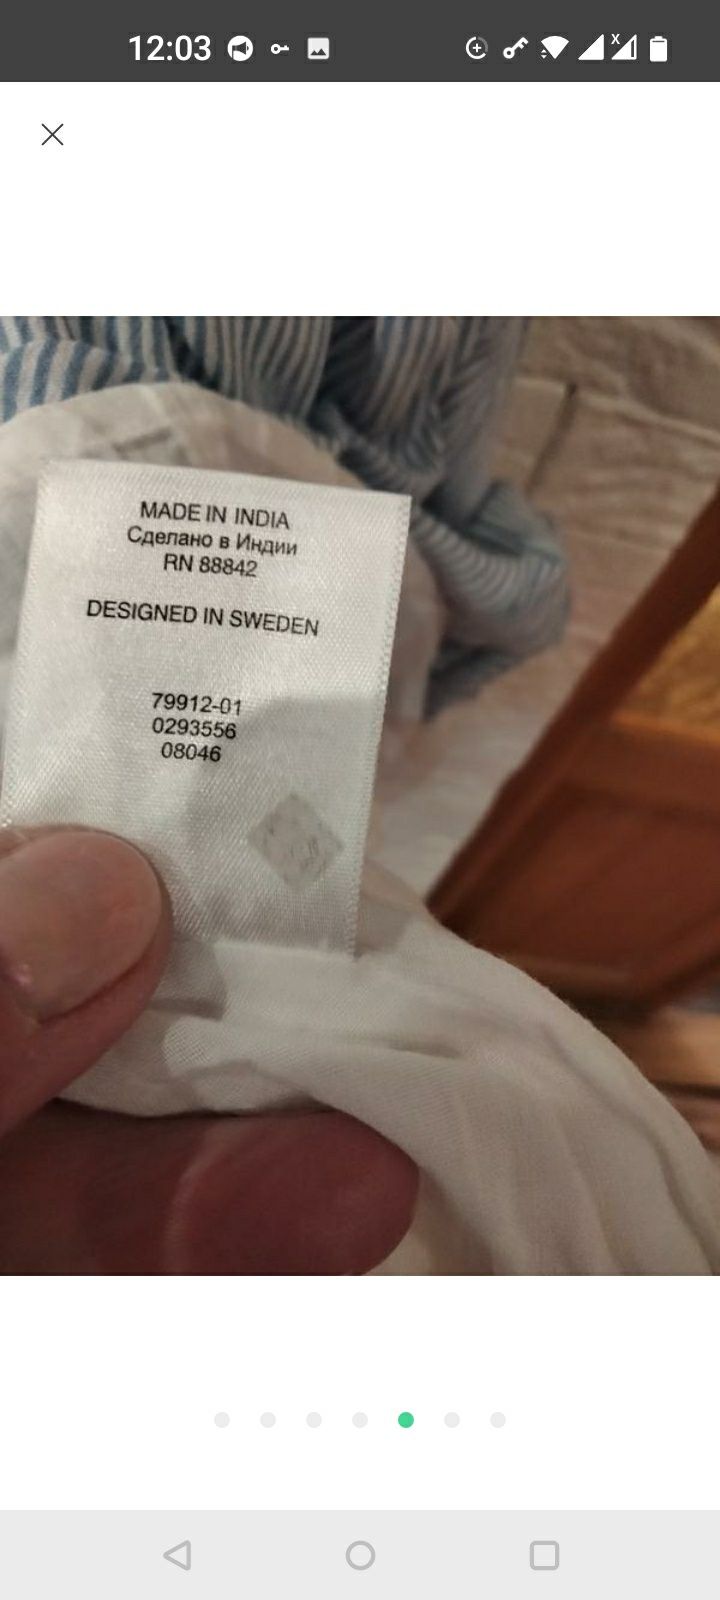 12:03
MADE IN INDIA
Сделано в Индии
RN 88842
DESIGNED IN SWEDEN
79912-01
0293556
08046